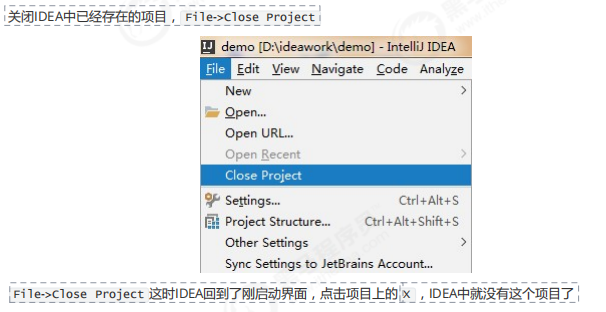 关闭IDEA中已经存在的项目，File->Close Project
demo [D:\ideawork\demo] - IntelliJ IDEA
File Edit View Navigate Code Analyze
New
Open...
Open URL...
Open Recent
Close Project
Settings... Ctrl+Alt+S
Project Structure... Ctrl+Alt+Shift+S
Other Settings
Sync Settings to JetBrains Account...
File->Close Project 这时IDEA回到了刚启动界面，点击项目上的 X ，IDEA中就没有这个项目了